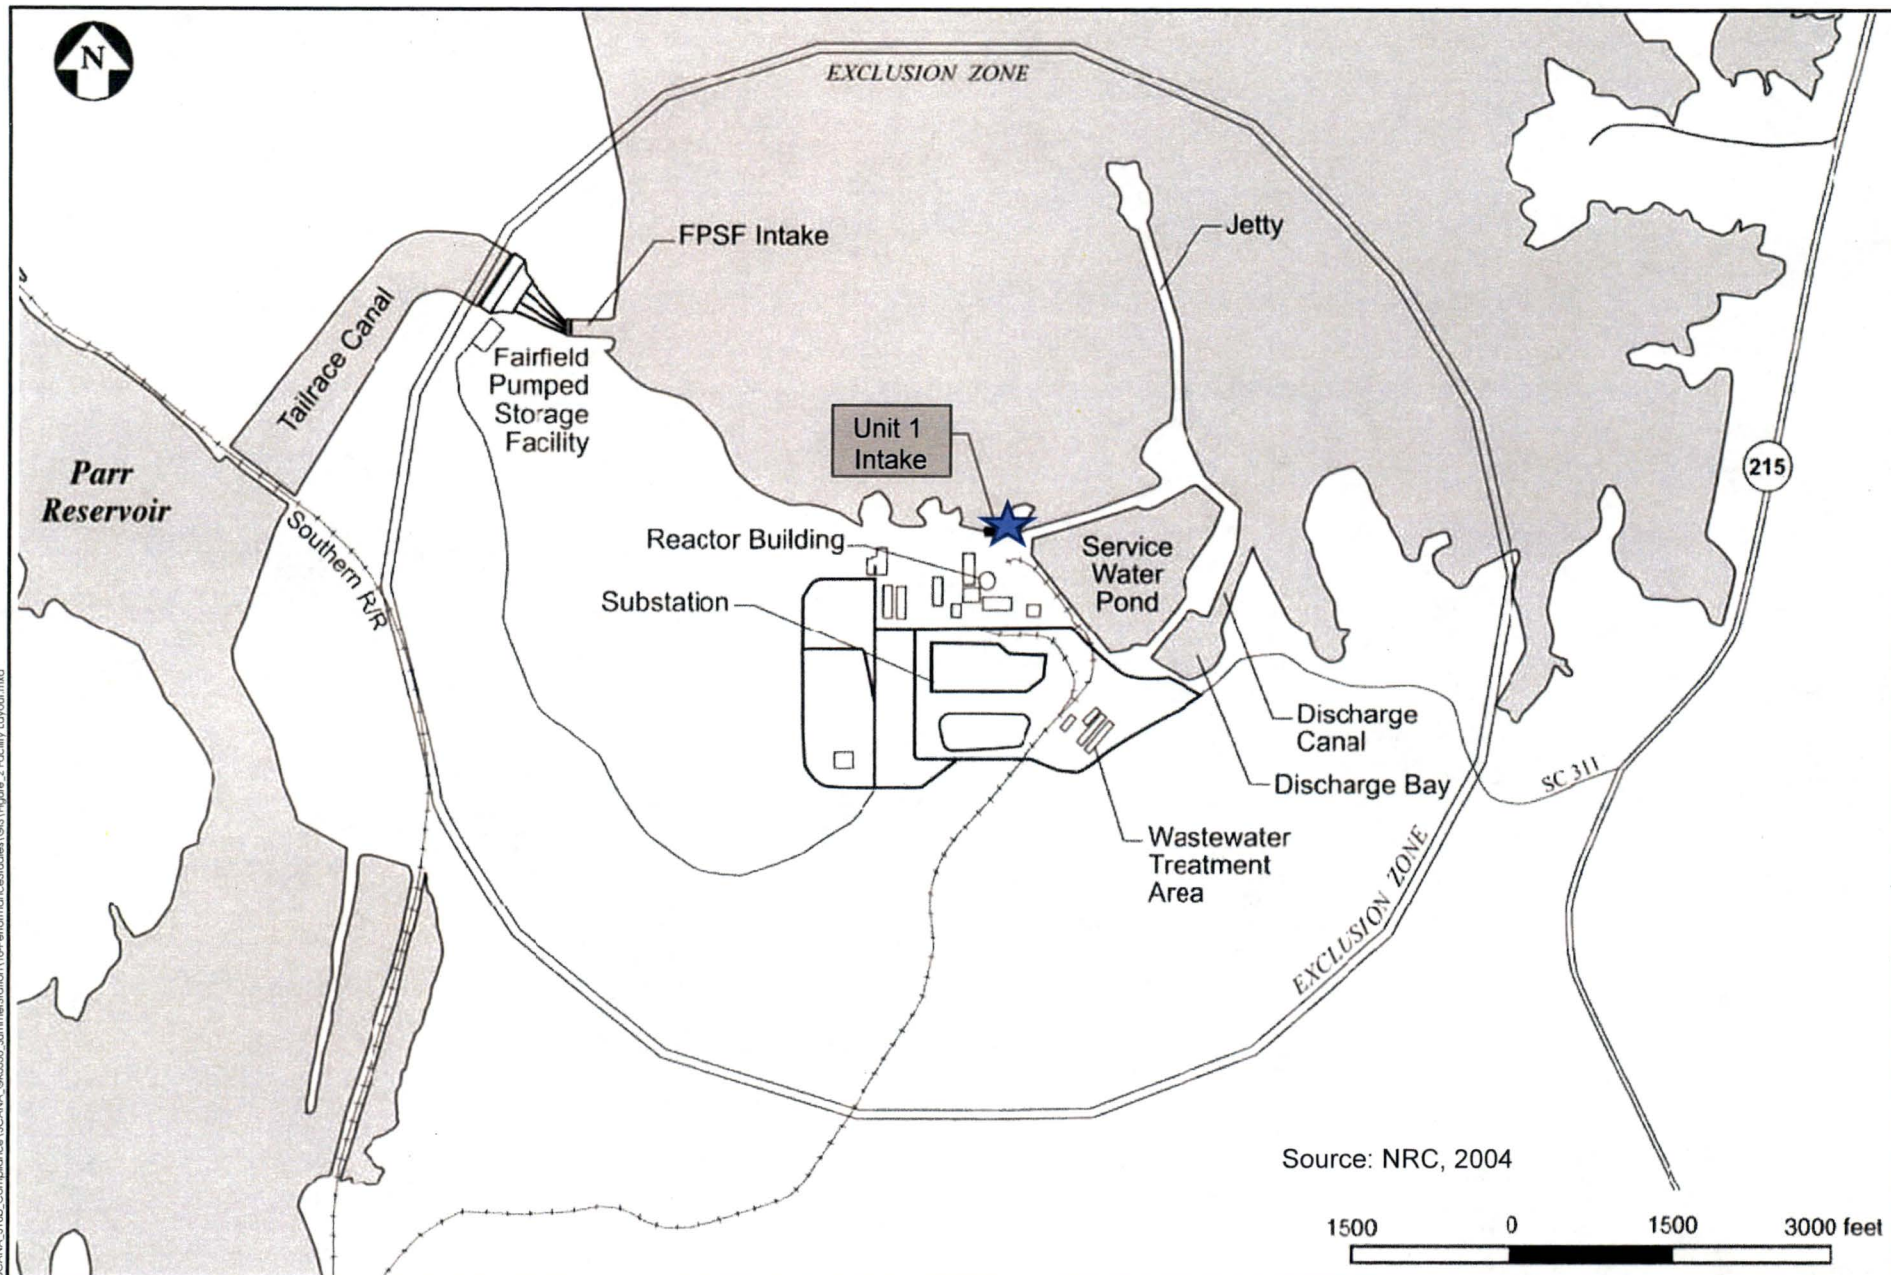 N
EXCLUSION ZONE
FPSF Intake
Jetty
Tailrace Canal
Fairfield
Pumped
Storage
Facility
Unit 1
Intake
215
Parr
Reservoir
Southern R/R
Reactor Building
Service
Water
Pond
Substation
Discharge
Canal
Discharge Bay
SC 311
Wastewater
Treatment
Area
EXCLUSION ZONE
Source: NRC, 2004
1500 0 1500 3000 feet